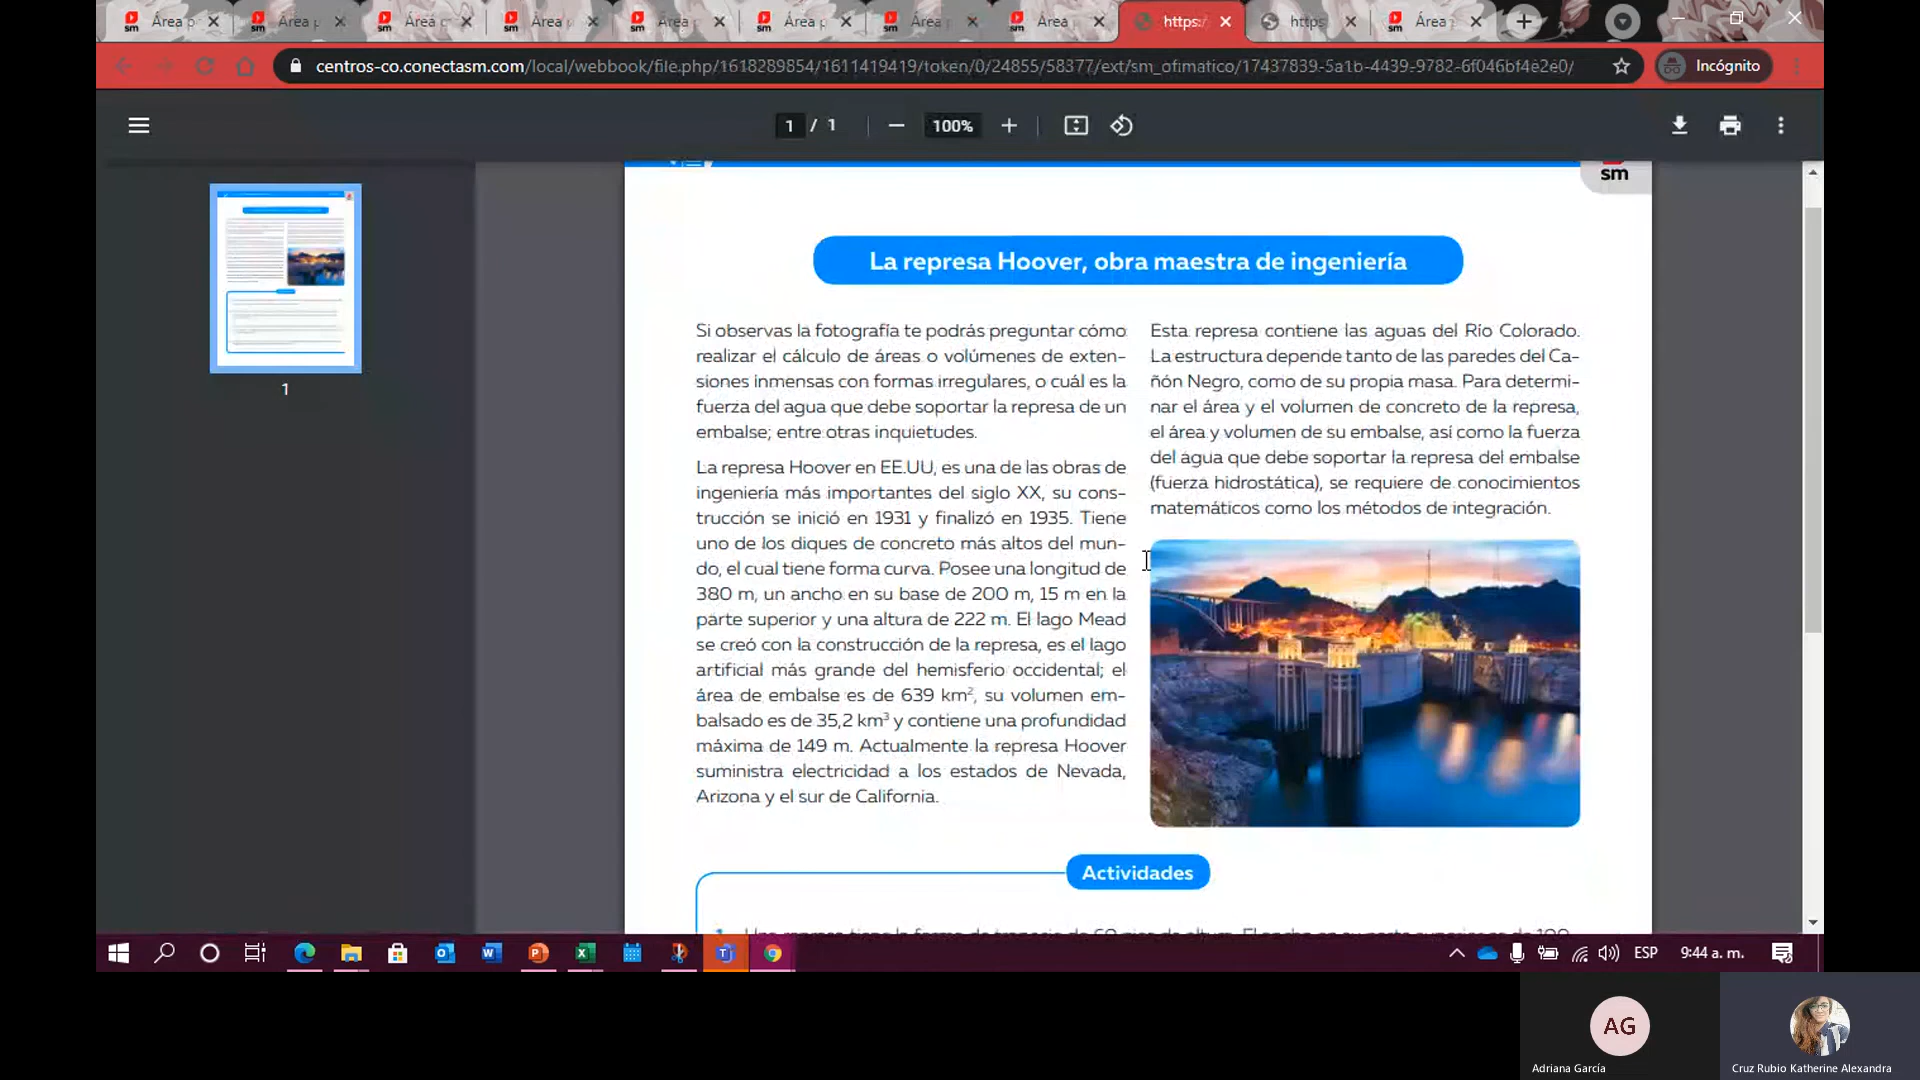 Área
Área
Área
Área
Área
Área
Área
Área
https:
https
Área
centros-co.conectasm.com/local/webbook/file.php/1618289854/1611419419/token/0/24855/58377/ext/sm_ofimatico/17437839-5a1b-4439-9782-6f046bf4e2e0/
Incógnito
1 / 1
100%
sm
1
La represa Hoover, obra maestra de ingeniería
Si observas la fotografía te podrás preguntar cómo
realizar el cálculo de áreas o volúmenes de exten-
siones inmensas con formas irregulares, o cuál es la
fuerza del agua que debe soportar la represa de un
embalse; entre otras inquietudes.
La represa Hoover en EE.UU, es una de las obras de
ingeniería más importantes del siglo XX, su cons-
trucción se inició en 1931 y finalizó en 1935. Tiene
uno de los diques de concreto más altos del mun-
do, el cual tiene forma curva. Posee una longitud de
380 m, un ancho en su base de 200 m, 15 m en la
parte superior y una altura de 222 m. El lago Mead
se creó con la construcción de la represa, es el lago
artificial más grande del hemisferio occidental; el
área de embalse es de 639 km², su volumen em-
balsado es de 35,2 km³ y contiene una profundidad
máxima de 149 m. Actualmente la represa Hoover
suministra electricidad a los estados de Nevada,
Arizona y el sur de California.
Esta represa contiene las aguas del Río Colorado.
La estructura depende tanto de las paredes del Ca-
ñón Negro, como de su propia masa. Para determi-
nar el área y el volumen de concreto de la represa,
el área y volumen de su embalse, así como la fuerza
del agua que debe soportar la represa del embalse
(fuerza hidrostática), se requiere de conocimientos
matemáticos como los métodos de integración.
Actividades
ESP
9:44 a. m.
AG
Adriana García
Cruz Rubio Katherine Alexandra